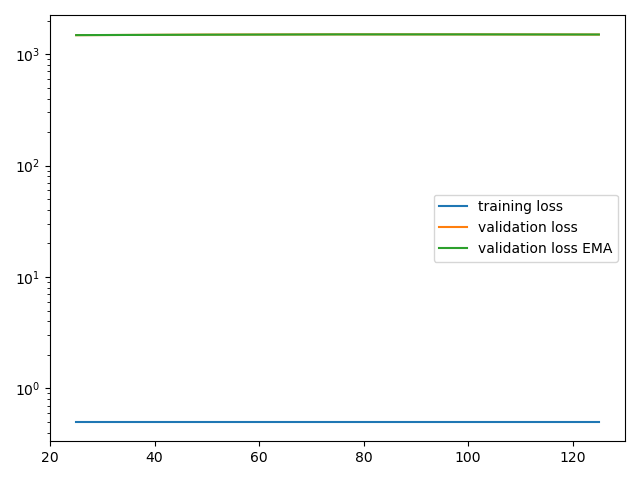 10³
10²
10¹
10⁰
20 40 60 80 100 120
training loss
validation loss
validation loss EMA